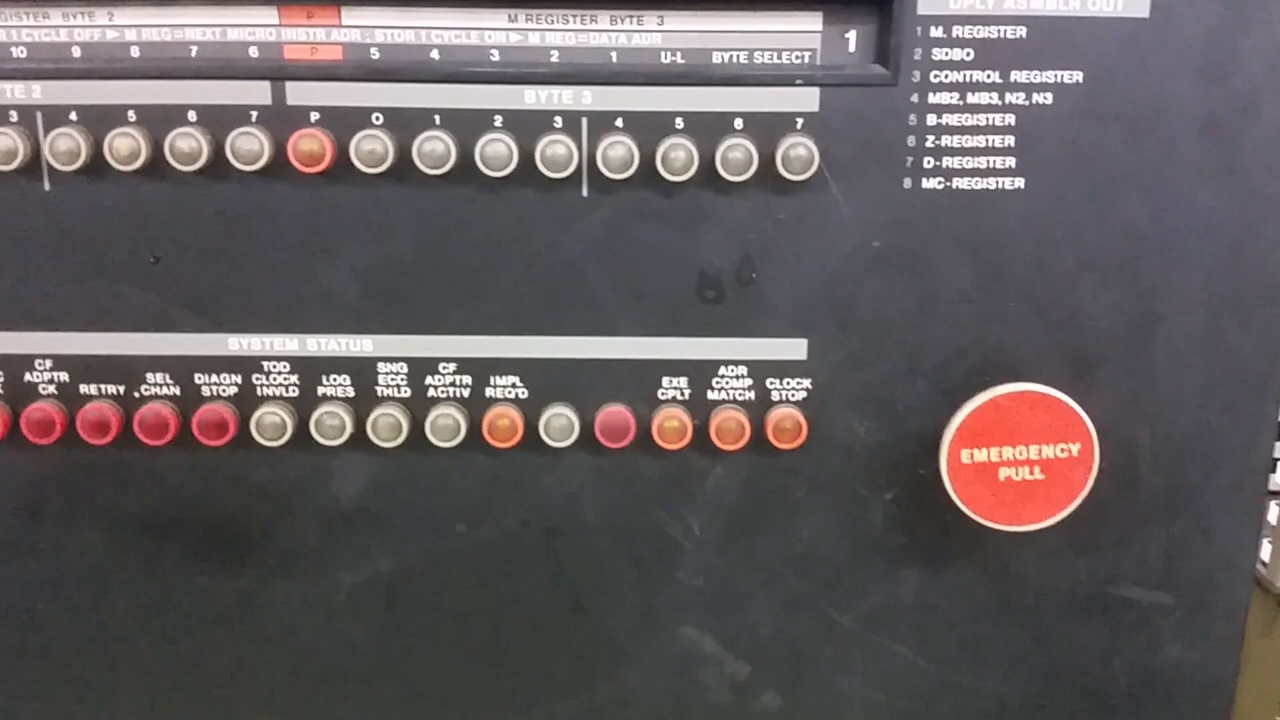 DPLY ASMBLR OUT
GISTER BYTE 2 P M REGISTER BYTE 3
1 CYCLE OFF ▶ M REG=NEXT MICRO INSTR ADR ; STOR 1 CYCLE ON ▶ M REG=DATA ADR
10 9 8 7 6 P 5 4 3 2 1 U-L BYTE SELECT
1
1 M. REGISTER
2 SDBO
3 CONTROL REGISTER
4 MB2, MB3, N2, N3
5 B-REGISTER
6 Z-REGISTER
7 D-REGISTER
8 MC-REGISTER
TE 2 BYTE 3
3 4 5 6 7 P 0 1 2 3 4 5 6 7
SYSTEM STATUS
CF
ADPTR
CK
RETRY
SEL
CHAN
DIAGN
STOP
TOD
CLOCK
INVLD
LOG
PRES
SNG
ECC
THLD
CF
ADPTR
ACTIV
IMPL
REQ'D
EXE
CPLT
ADR
COMP
MATCH
CLOCK
STOP
EMERGENCY
PULL